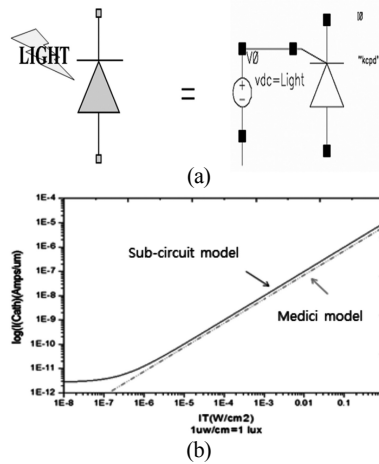 (a)
LIGHT
=
V0
vdc=Light
I0
"kcpd"
log(I(Cath)(Amps/um)
1E-4
1E-5
1E-6
1E-7
1E-8
1E-9
1E-10
1E-11
1E-12
Sub-circuit model
Medici model
1E-8 1E-7 1E-6 1E-5 1E-4 1E-3 0.01 0.1
IT(W/cm2)
1uw/cm=1 lux
(b)